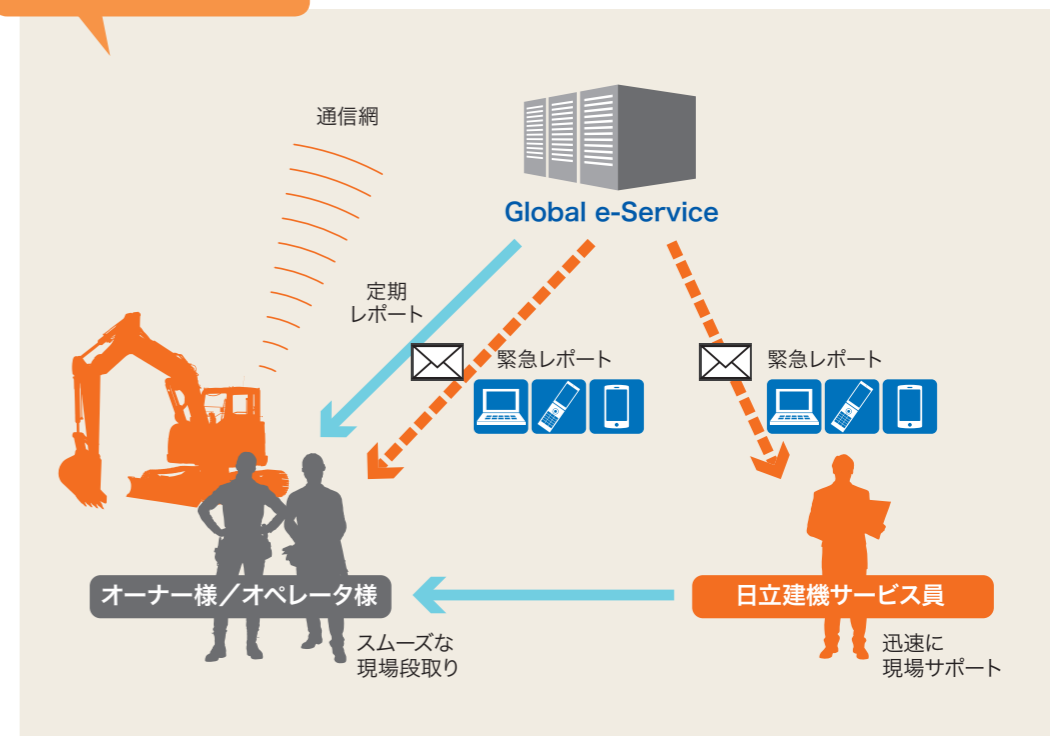 通信網
Global e-Service
定期
レポート
緊急レポート
緊急レポート
オーナー様／オペレータ様
日立建機サービス員
スムーズな
現場段取り
迅速に
現場サポート